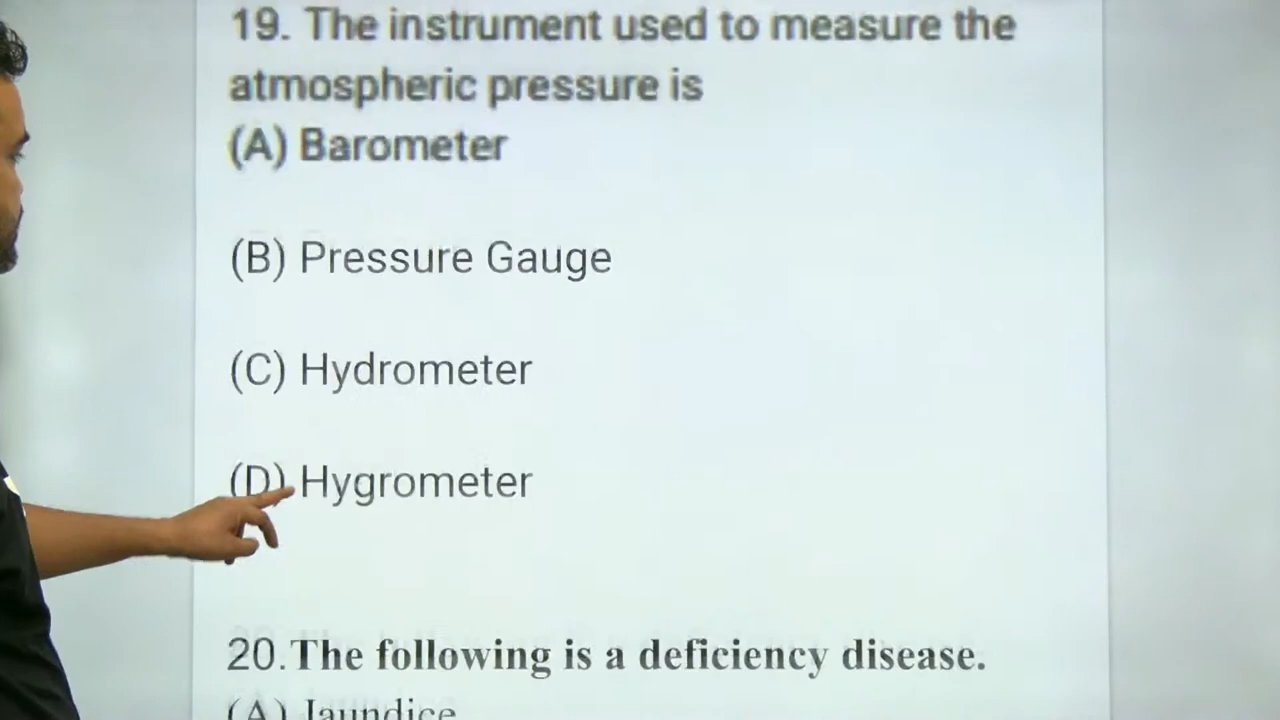 19. The instrument used to measure the
atmospheric pressure is
(A) Barometer
(B) Pressure Gauge
(C) Hydrometer
(D) Hygrometer
20.The following is a deficiency disease.
(A) Jaundice